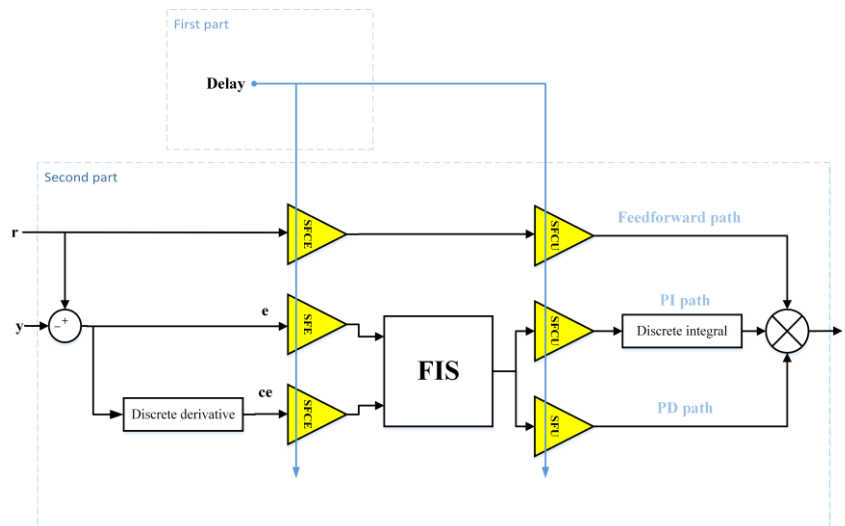 First part
Delay
Second part
r
SFCE
SFCU
Feedforward path
y
− +
e
SFE
SFCU
PI path
Discrete integral
FIS
Discrete derivative
ce
SFCE
SFU
PD path